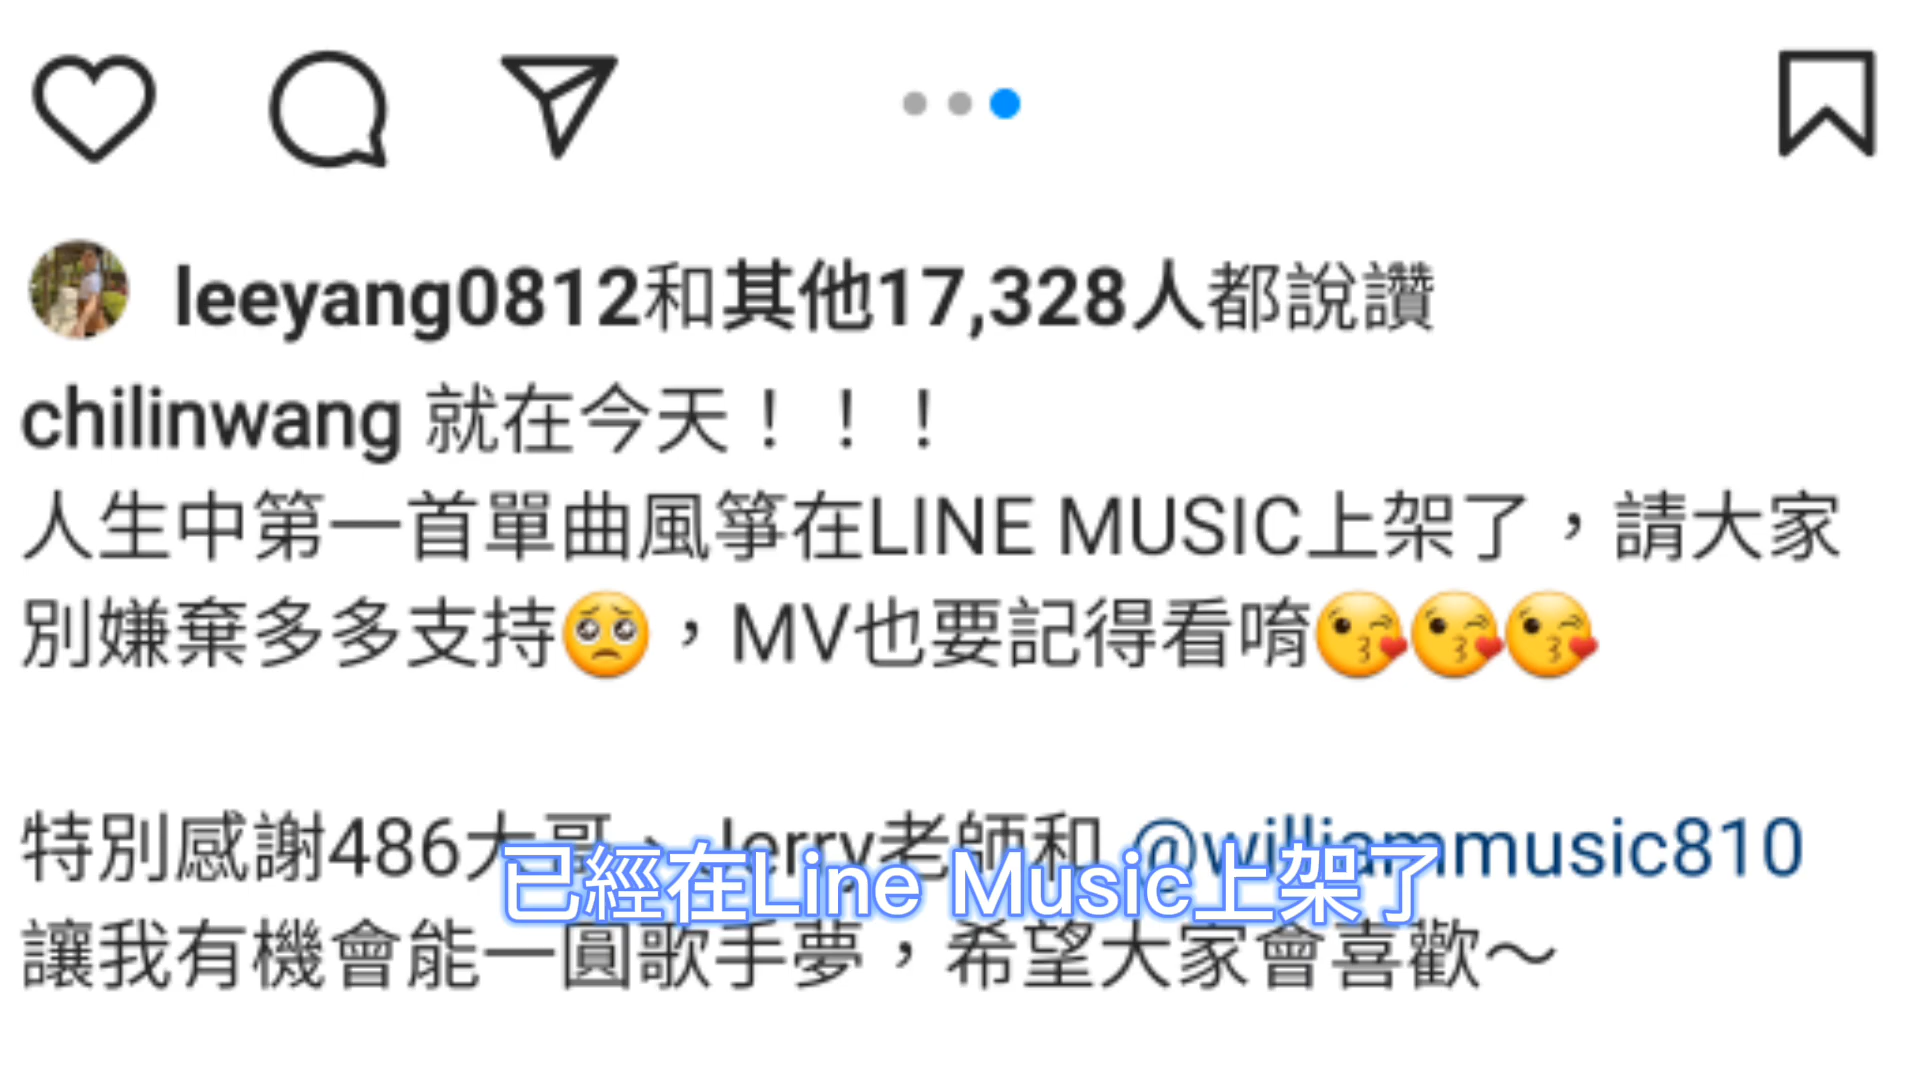 leeyang0812和其他17,328人都說讚
chilinwang 就在今天！！！
人生中第一首單曲風箏在LINE MUSIC上架了，請大家
別嫌棄多多支持🥺，MV也要記得看唷😘😘😘
特別感謝486大哥、Jerry老師和 @williammusic810
已經在Line Music上架了
讓我有機會能一圓歌手夢，希望大家會喜歡～